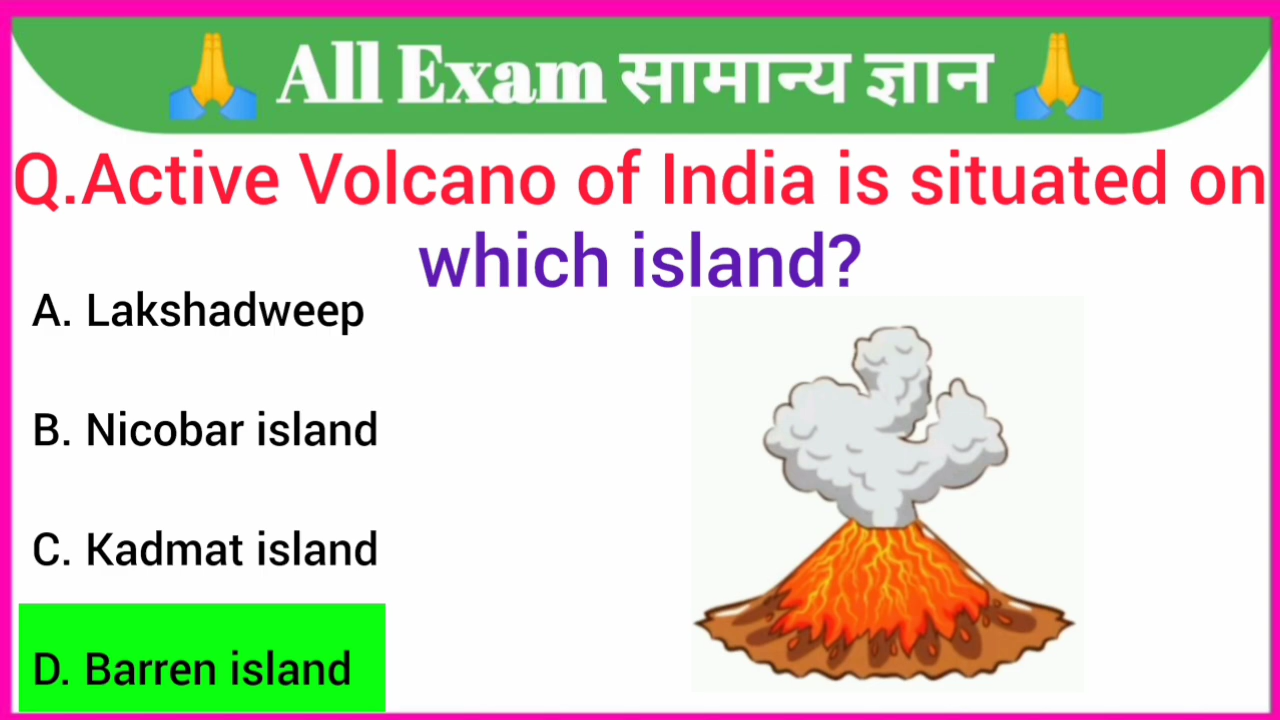 🙏 All Exam सामान्य ज्ञान 🙏
Q.Active Volcano of India is situated on
which island?
A. Lakshadweep
B. Nicobar island
C. Kadmat island
D. Barren island